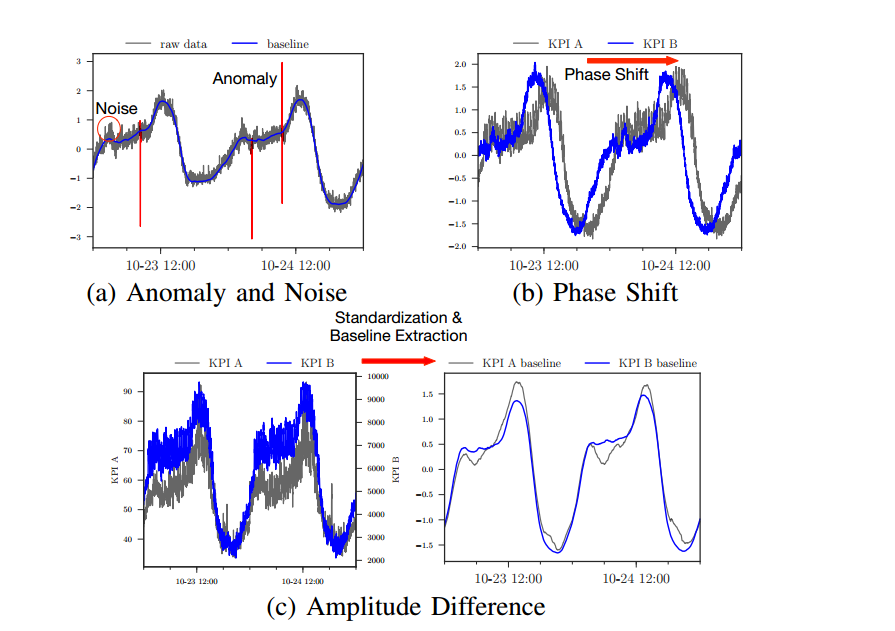 raw data baseline
3
2
1
0
−1
−2
−3
Noise
Anomaly
10-23 12:00 10-24 12:00
(a) Anomaly and Noise
KPI A KPI B
2.0
1.5
1.0
0.5
0.0
−0.5
−1.0
−1.5
−2.0
Phase Shift
10-23 12:00 10-24 12:00
(b) Phase Shift
Standardization &
Baseline Extraction
KPI A KPI B
90
80
70
60
50
40
KPI A
10000
9000
8000
7000
6000
5000
4000
3000
2000
KPI B
10-23 12:00 10-24 12:00
KPI A baseline KPI B baseline
1.5
1.0
0.5
0.0
−0.5
−1.0
−1.5
10-23 12:00 10-24 12:00
(c) Amplitude Difference